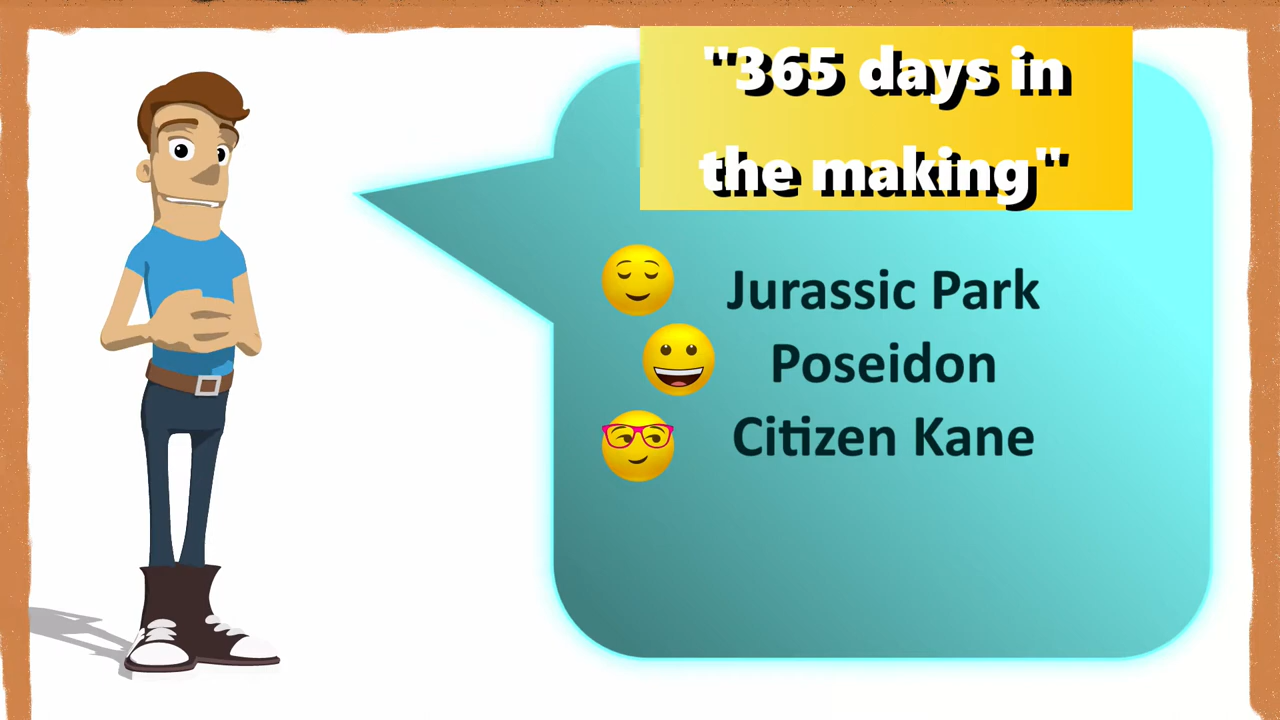 "365 days in
the making"
Jurassic Park
Poseidon
Citizen Kane